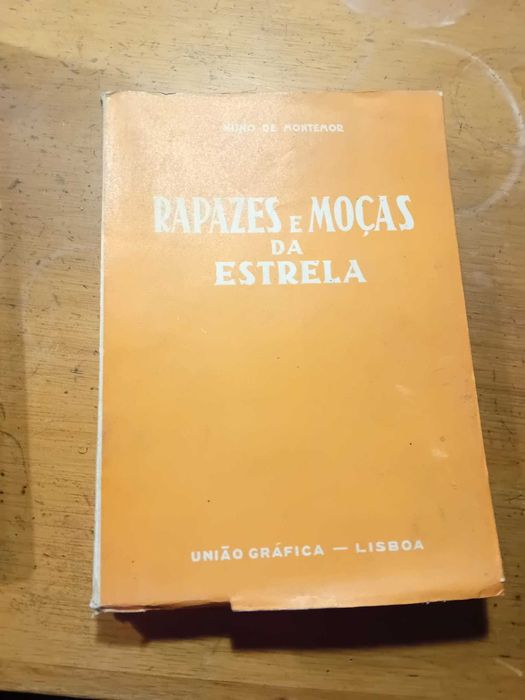 NUNO DE MONTEMOR
RAPAZES E MOÇAS
DA
ESTRELA
UNIÃO GRÁFICA — LISBOA